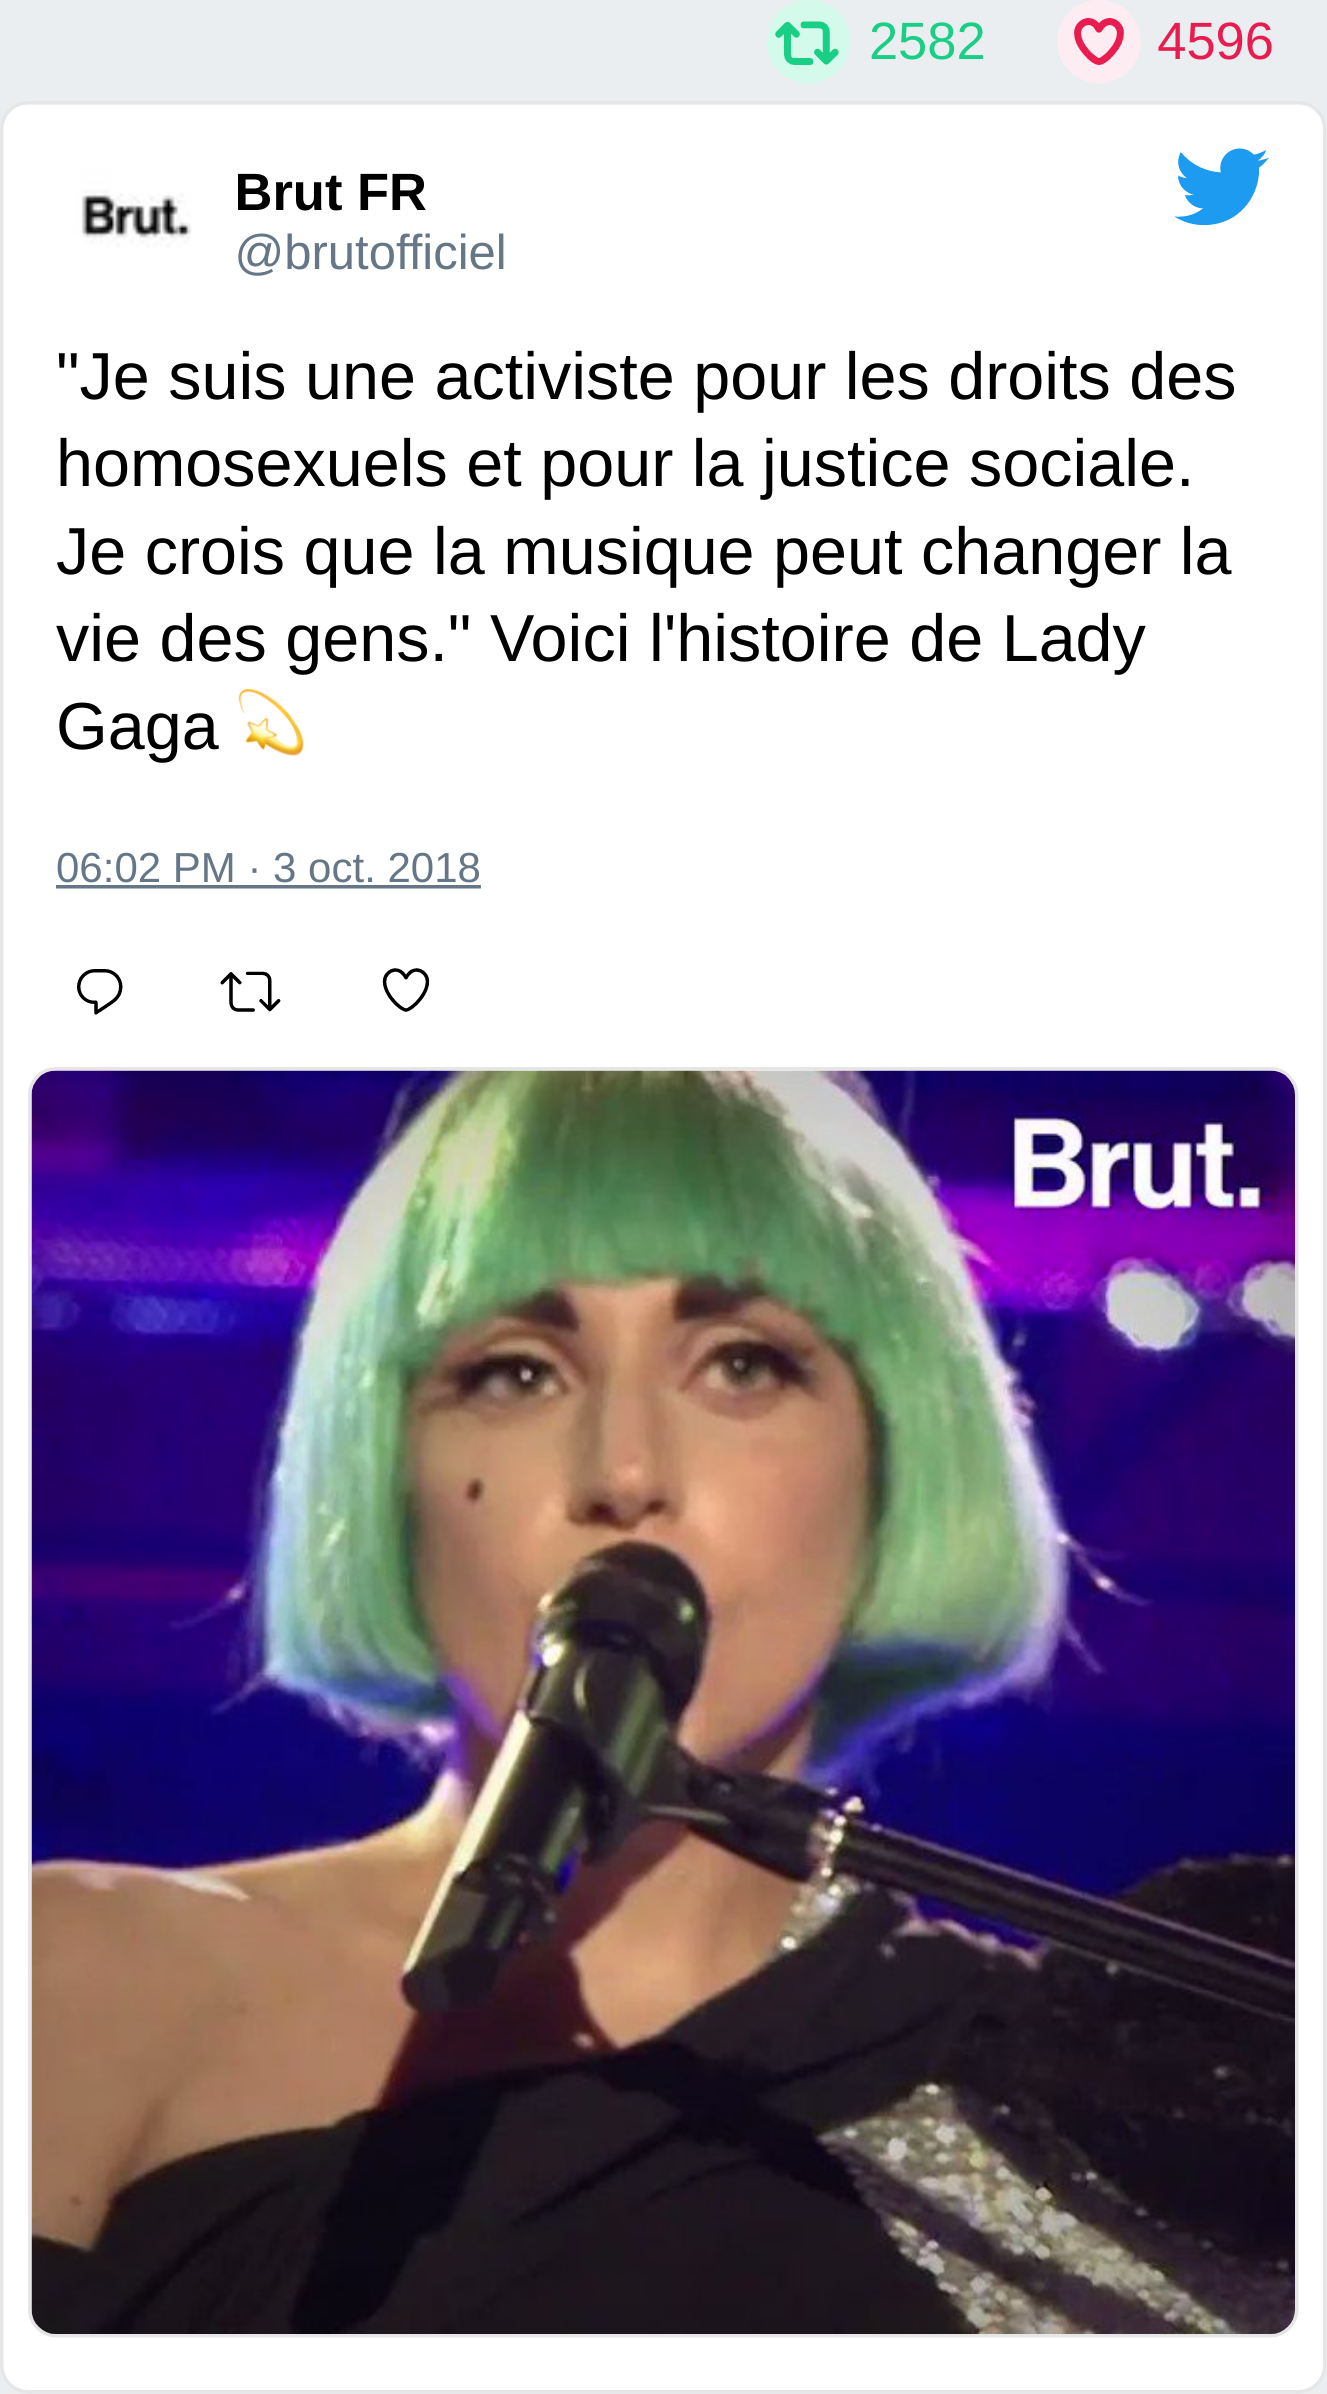 2582 4596
Brut.
Brut FR
@brutofficiel
"Je suis une activiste pour les droits des
homosexuels et pour la justice sociale.
Je crois que la musique peut changer la
vie des gens." Voici l'histoire de Lady
Gaga 💫
06:02 PM · 3 oct. 2018
Brut.